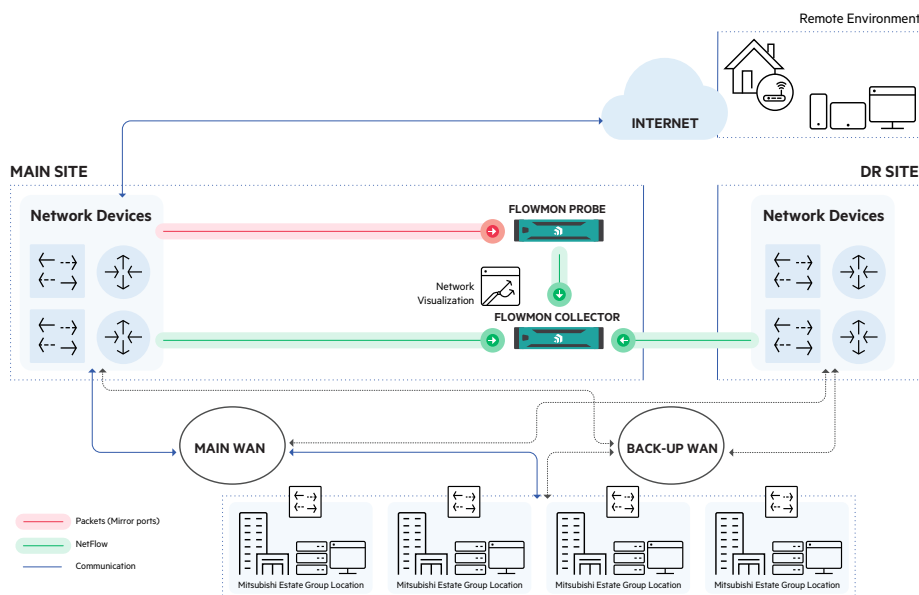 Remote Environment
INTERNET
MAIN SITE
DR SITE
Network Devices
FLOWMON PROBE
Network Devices
Network
Visualization
FLOWMON COLLECTOR
MAIN WAN
BACK-UP WAN
Packets (Mirror ports)
NetFlow
Communication
Mitsubishi Estate Group Location
Mitsubishi Estate Group Location
Mitsubishi Estate Group Location
Mitsubishi Estate Group Location